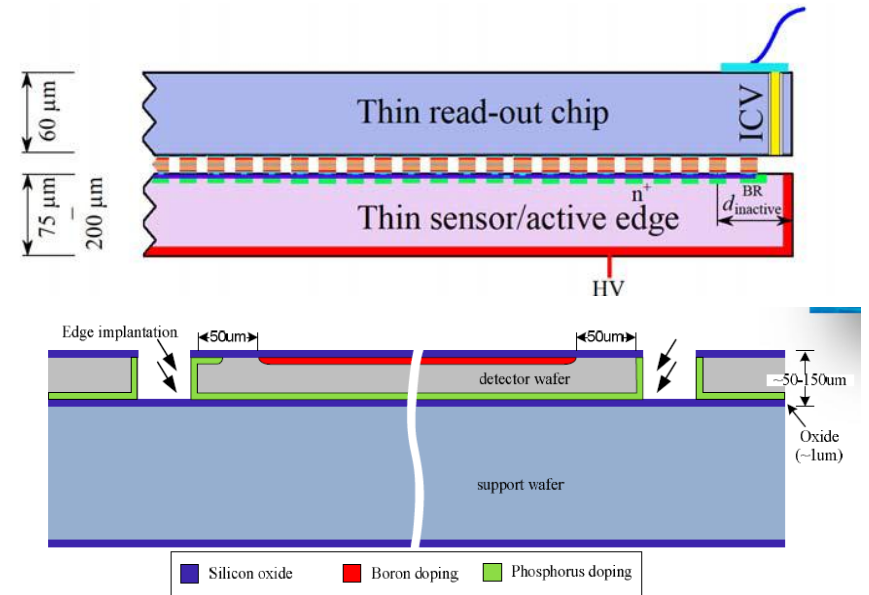 60 µm
Thin read-out chip
ICV
75 µm
–
200 µm
n+
BR
dinactive
Thin sensor/active edge
HV
Edge implantation
50um
50um
detector wafer
~50-150um
Oxide
(~1um)
support wafer
Silicon oxide
Boron doping
Phosphorus doping